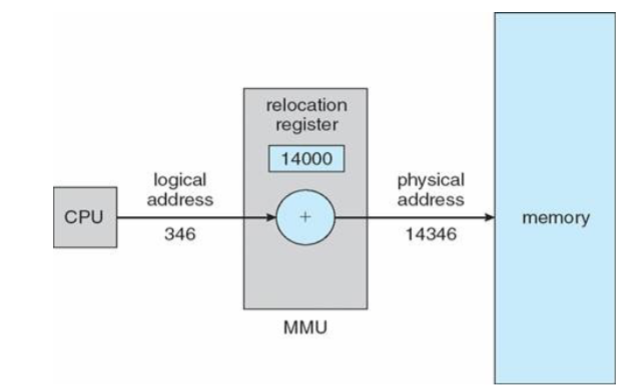 relocation
register
14000
logical
address
physical
address
CPU
+
memory
346
14346
MMU